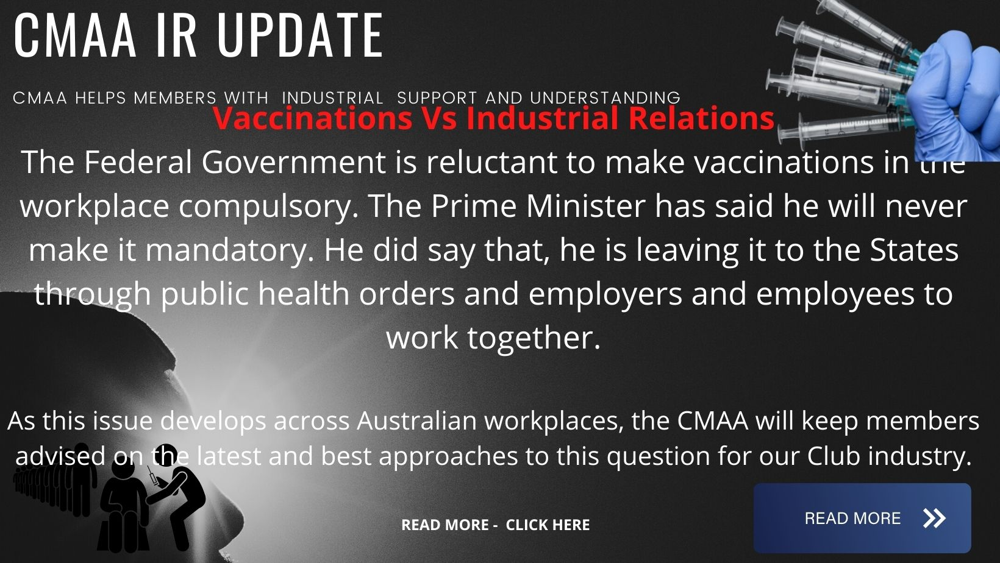 CMAA IR UPDATE
CMAA HELPS MEMBERS WITH INDUSTRIAL SUPPORT AND UNDERSTANDING
Vaccinations Vs Industrial Relations
The Federal Government is reluctant to make vaccinations in the
workplace compulsory. The Prime Minister has said he will never
make it mandatory. He did say that, he is leaving it to the States
through public health orders and employers and employees to
work together.
As this issue develops across Australian workplaces, the CMAA will keep members
advised on the latest and best approaches to this question for our Club industry.
READ MORE - CLICK HERE
READ MORE